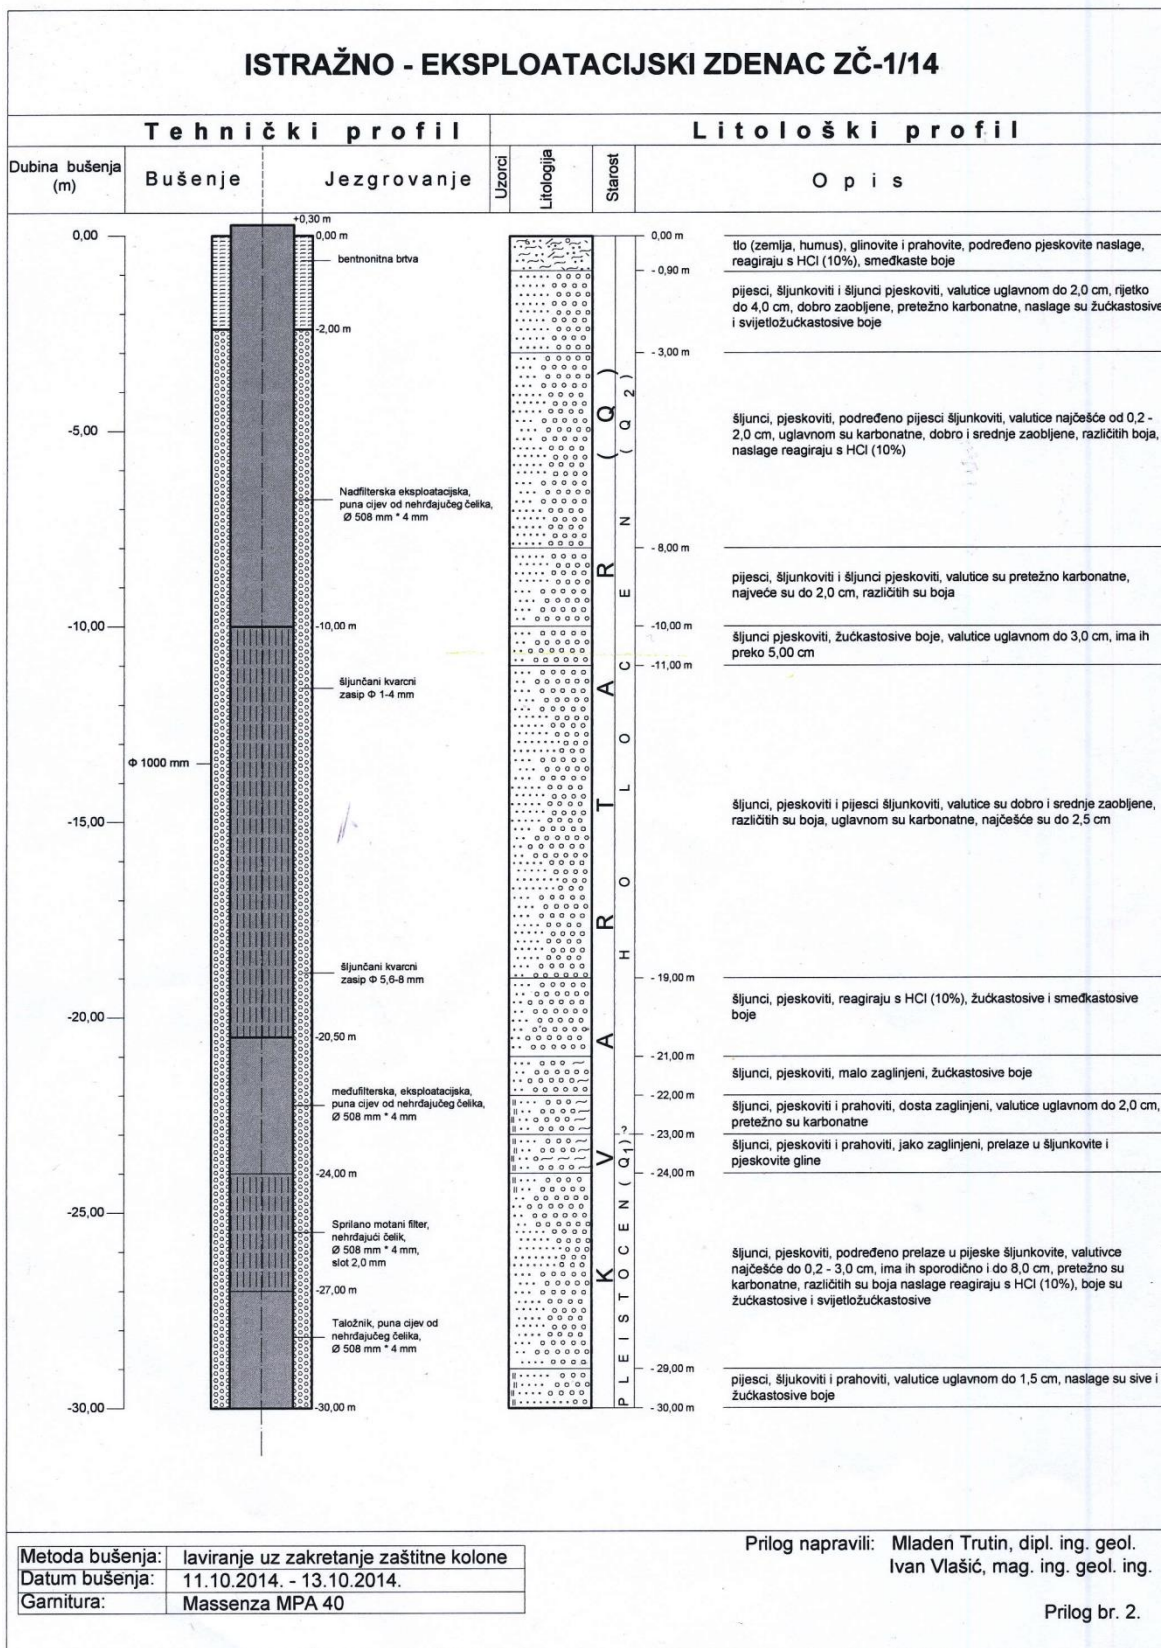 ISTRAŽNO - EKSPLOATACIJSKI ZDENAC ZČ-1/14
Tehnički profil
Litološki profil
Dubina bušenja
(m)
Bušenje
Jezgrovanje
Uzorci
Litologija
Starost
Opis
0,00
-5,00
-10,00
-15,00
-20,00
-25,00
-30,00
Φ 1000 mm
+0,30 m
0,00 m
bentnonitna brtva
-2,00 m
Nadfilterska eksploatacijska,
puna cijev od nehrđajučeg čelika,
Ø 508 mm * 4 mm
-10,00 m
šljunčani kvarcni
zasip Φ 1-4 mm
šljunčani kvarcni
zasip Φ 5,6-8 mm
-20,50 m
međufilterska, eksploatacijska,
puna cijev od nehrđajučeg čelika,
Ø 508 mm * 4 mm
-24,00 m
Sprilano motani filter,
nehrđajući čelik,
Ø 508 mm * 4 mm,
slot 2,0 mm
-27,00 m
Taložnik, puna cijev od
nehrđajučeg čelika,
Ø 508 mm * 4 mm
-30,00 m
KVARTAR (Q)
HOLOCEN (Q2)
PLEISTOCEN (Q1)?
0,00 m
- 0,90 m
- 3,00 m
- 8,00 m
-10,00 m
-11,00 m
-19,00 m
- 21,00 m
- 22,00 m
- 23,00 m
- 24,00 m
- 29,00 m
- 30,00 m
tlo (zemlja, humus), glinovite i prahovite, podređeno pjeskovite naslage,
reagiraju s HCl (10%), smeđkaste boje
pijesci, šljunkoviti i šljunci pjeskoviti, valutice uglavnom do 2,0 cm, rijetko
do 4,0 cm, dobro zaobljene, pretežno karbonatne, naslage su žućkastosive
i svijetložućkastosive boje
šljunci, pjeskoviti, podređeno pijesci šljunkoviti, valutice najčešće od 0,2 -
2,0 cm, uglavnom su karbonatne, dobro i srednje zaobljene, različitih boja,
naslage reagiraju s HCl (10%)
pijesci, šljunkoviti i šljunci pjeskoviti, valutice su pretežno karbonatne,
najveće su do 2,0 cm, različitih su boja
šljunci pjeskoviti, žućkastosive boje, valutice uglavnom do 3,0 cm, ima ih
preko 5,00 cm
šljunci, pjeskoviti i pijesci šljunkoviti, valutice su dobro i srednje zaobljene,
različitih su boja, uglavnom su karbonatne, najčešće su do 2,5 cm
šljunci, pjeskoviti, reagiraju s HCl (10%), žućkastosive i smeđkastosive
boje
šljunci, pjeskoviti, malo zaglinjeni, žućkastosive boje
šljunci, pjeskoviti i prahoviti, dosta zaglinjeni, valutice uglavnom do 2,0 cm,
pretežno su karbonatne
šljunci, pjeskoviti i prahoviti, jako zaglinjeni, prelaze u šljunkovite i
pjeskovite gline
šljunci, pjeskoviti, podređeno prelaze u pijeske šljunkovite, valutivce
najčešće do 0,2 - 3,0 cm, ima ih sporodično i do 8,0 cm, pretežno su
karbonatne, različitih su boja naslage reagiraju s HCl (10%), boje su
žućkastosive i svijetložućkastosive
pijesci, šljukoviti i prahoviti, valutice uglavnom do 1,5 cm, naslage su sive i
žućkastosive boje
Metoda bušenja: laviranje uz zakretanje zaštitne kolone
Datum bušenja: 11.10.2014. - 13.10.2014.
Garnitura: Massenza MPA 40
Prilog napravili: Mladen Trutin, dipl. ing. geol.
Ivan Vlašić, mag. ing. geol. ing.
Prilog br. 2.